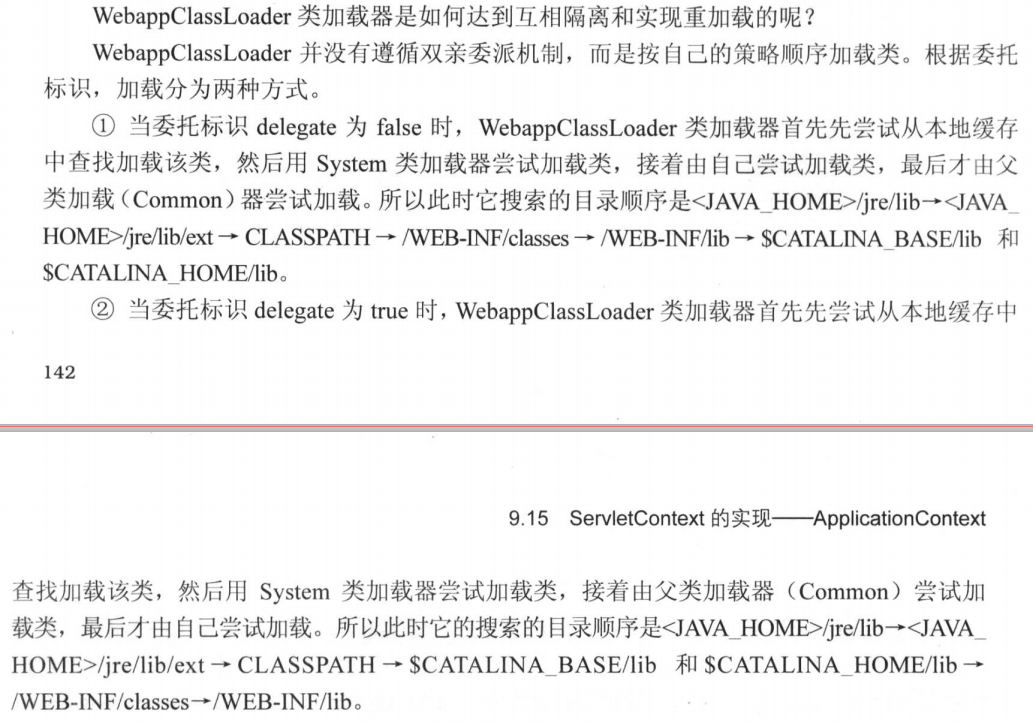 WebappClassLoader 类加载器是如何达到互相隔离和实现重加载的呢？
WebappClassLoader 并没有遵循双亲委派机制，而是按自己的策略顺序加载类。根据委托
标识，加载分为两种方式。
① 当委托标识 delegate 为 false 时，WebappClassLoader 类加载器首先先尝试从本地缓存
中查找加载该类，然后用 System 类加载器尝试加载类，接着由自己尝试加载类，最后才由父
类加载（Common）器尝试加载。所以此时它搜索的目录顺序是<JAVA_HOME>/jre/lib→<JAVA_
HOME>/jre/lib/ext→CLASSPATH→/WEB-INF/classes→/WEB-INF/lib→$CATALINA_BASE/lib 和
$CATALINA_HOME/lib。
② 当委托标识 delegate 为 true 时，WebappClassLoader 类加载器首先先尝试从本地缓存中
142
9.15 ServletContext 的实现——ApplicationContext
查找加载该类，然后用 System 类加载器尝试加载类，接着由父类加载器（Common）尝试加
载类，最后才由自己尝试加载。所以此时它的搜索的目录顺序是<JAVA_HOME>/jre/lib→<JAVA_
HOME>/jre/lib/ext→CLASSPATH→$CATALINA_BASE/lib 和$CATALINA_HOME/lib→
/WEB-INF/classes→/WEB-INF/lib。